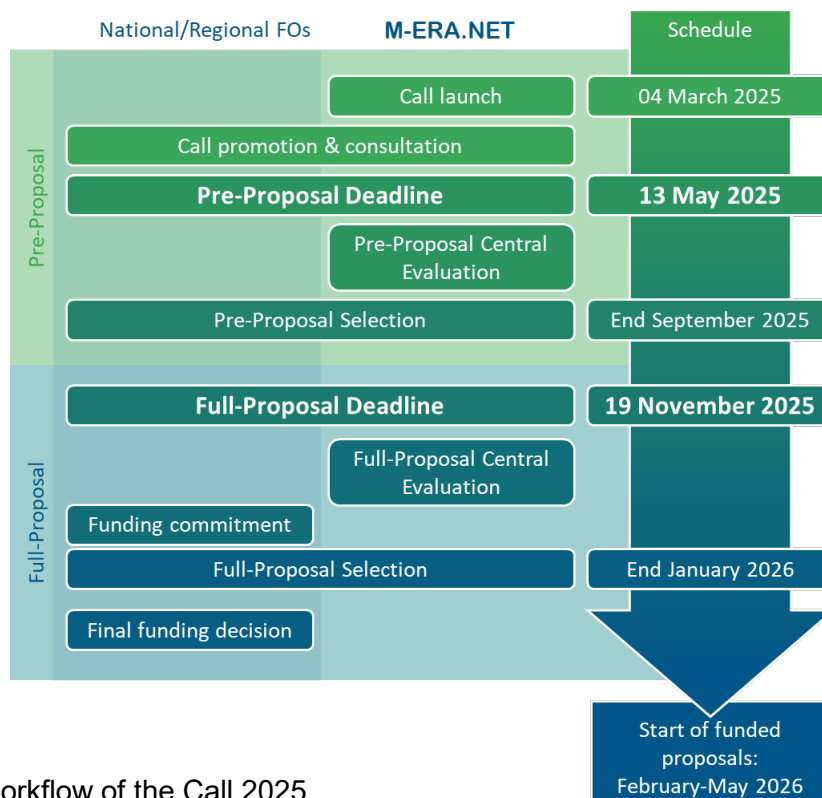 National/Regional FOs M-ERA.NET Schedule
Pre-Proposal
Call launch 04 March 2025
Call promotion & consultation
Pre-Proposal Deadline 13 May 2025
Pre-Proposal Central
Evaluation
Pre-Proposal Selection End September 2025
Full-Proposal
Full-Proposal Deadline 19 November 2025
Full-Proposal Central
Evaluation
Funding commitment
Full-Proposal Selection End January 2026
Final funding decision
Start of funded
proposals:
February-May 2026
orkflow of the Call 2025